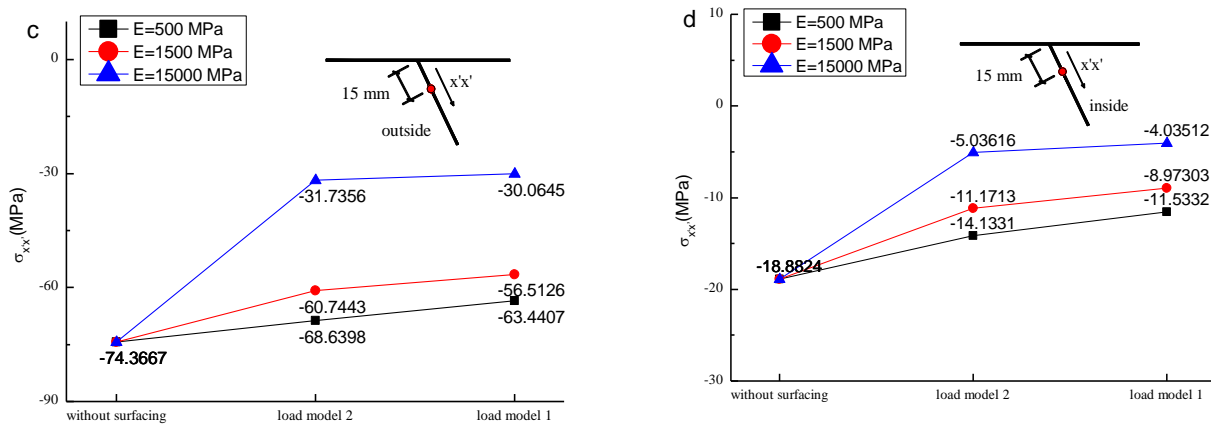 c
E=500 MPa
E=1500 MPa
E=15000 MPa
0
-30
-60
-90
σx'x'(MPa)
15 mm
x'x'
outside
-31.7356
-30.0645
-60.7443
-56.5126
-68.6398
-63.4407
-74.3667
without surfacing
load model 2
load model 1
d
E=500 MPa
E=1500 MPa
E=15000 MPa
10
0
-10
-20
-30
σx'x'(MPa)
15 mm
x'x'
inside
-5.03616
-4.03512
-11.1713
-8.97303
-14.1331
-11.5332
-18.8824
without surfacing
load model 2
load model 1